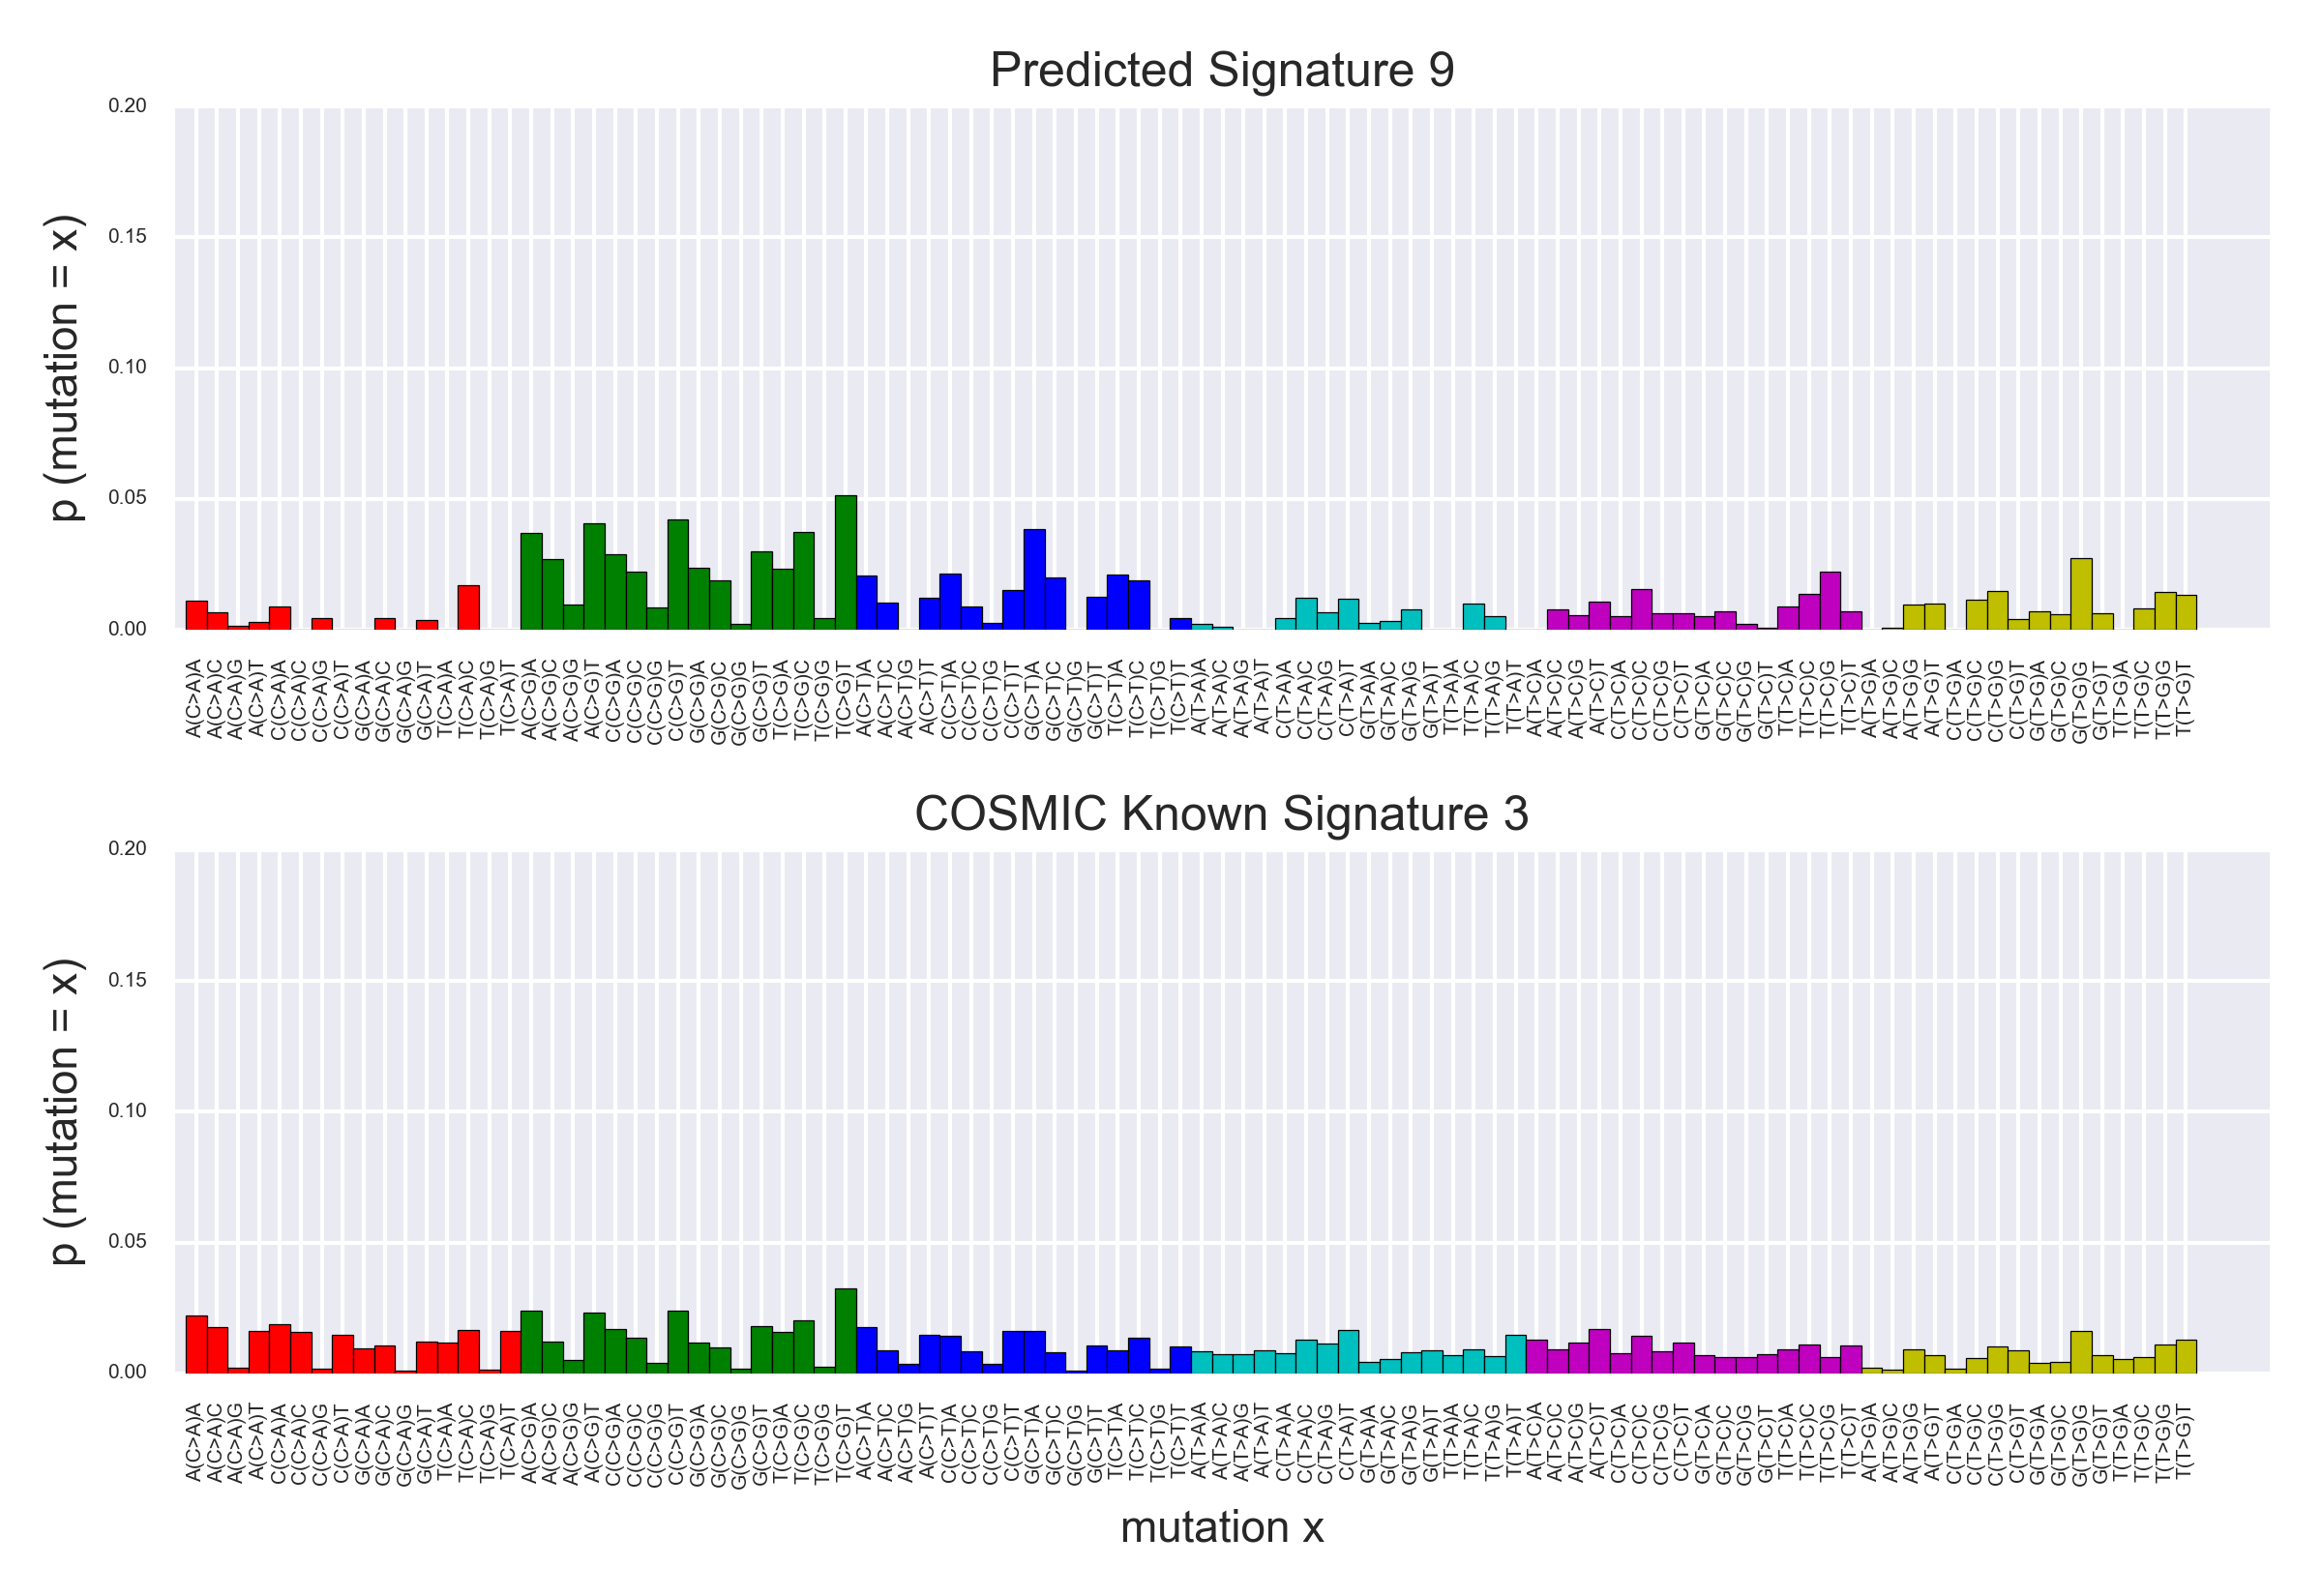 Predicted Signature 9
p (mutation = x)
0.20
0.15
0.10
0.05
0.00
A(C>A)A A(C>A)C A(C>A)G A(C>A)T C(C>A)A C(C>A)C C(C>A)G C(C>A)T G(C>A)A G(C>A)C G(C>A)G G(C>A)T T(C>A)A T(C>A)C T(C>A)G T(C>A)T A(C>G)A A(C>G)C A(C>G)G A(C>G)T C(C>G)A C(C>G)C C(C>G)G C(C>G)T G(C>G)A G(C>G)C G(C>G)G G(C>G)T T(C>G)A T(C>G)C T(C>G)G T(C>G)T A(C>T)A A(C>T)C A(C>T)G A(C>T)T C(C>T)A C(C>T)C C(C>T)G C(C>T)T G(C>T)A G(C>T)C G(C>T)G G(C>T)T T(C>T)A T(C>T)C T(C>T)G T(C>T)T A(T>A)A A(T>A)C A(T>A)G A(T>A)T C(T>A)A C(T>A)C C(T>A)G C(T>A)T G(T>A)A G(T>A)C G(T>A)G G(T>A)T T(T>A)A T(T>A)C T(T>A)G T(T>A)T A(T>C)A A(T>C)C A(T>C)G A(T>C)T C(T>C)A C(T>C)C C(T>C)G C(T>C)T G(T>C)A G(T>C)C G(T>C)G G(T>C)T T(T>C)A T(T>C)C T(T>C)G T(T>C)T A(T>G)A A(T>G)C A(T>G)G A(T>G)T C(T>G)A C(T>G)C C(T>G)G C(T>G)T G(T>G)A G(T>G)C G(T>G)G G(T>G)T T(T>G)A T(T>G)C T(T>G)G T(T>G)T
COSMIC Known Signature 3
p (mutation = x)
0.20
0.15
0.10
0.05
0.00
A(C>A)A A(C>A)C A(C>A)G A(C>A)T C(C>A)A C(C>A)C C(C>A)G C(C>A)T G(C>A)A G(C>A)C G(C>A)G G(C>A)T T(C>A)A T(C>A)C T(C>A)G T(C>A)T A(C>G)A A(C>G)C A(C>G)G A(C>G)T C(C>G)A C(C>G)C C(C>G)G C(C>G)T G(C>G)A G(C>G)C G(C>G)G G(C>G)T T(C>G)A T(C>G)C T(C>G)G T(C>G)T A(C>T)A A(C>T)C A(C>T)G A(C>T)T C(C>T)A C(C>T)C C(C>T)G C(C>T)T G(C>T)A G(C>T)C G(C>T)G G(C>T)T T(C>T)A T(C>T)C T(C>T)G T(C>T)T A(T>A)A A(T>A)C A(T>A)G A(T>A)T C(T>A)A C(T>A)C C(T>A)G C(T>A)T G(T>A)A G(T>A)C G(T>A)G G(T>A)T T(T>A)A T(T>A)C T(T>A)G T(T>A)T A(T>C)A A(T>C)C A(T>C)G A(T>C)T C(T>C)A C(T>C)C C(T>C)G C(T>C)T G(T>C)A G(T>C)C G(T>C)G G(T>C)T T(T>C)A T(T>C)C T(T>C)G T(T>C)T A(T>G)A A(T>G)C A(T>G)G A(T>G)T C(T>G)A C(T>G)C C(T>G)G C(T>G)T G(T>G)A G(T>G)C G(T>G)G G(T>G)T T(T>G)A T(T>G)C T(T>G)G T(T>G)T
mutation x